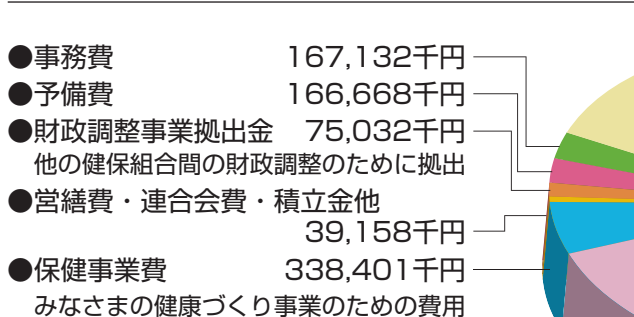 ●事務費 167,132千円
●予備費 166,668千円
●財政調整事業拠出金 75,032千円
他の健保組合間の財政調整のために拠出
●営繕費・連合会費・積立金他
39,158千円
●保健事業費 338,401千円
みなさまの健康づくり事業のための費用